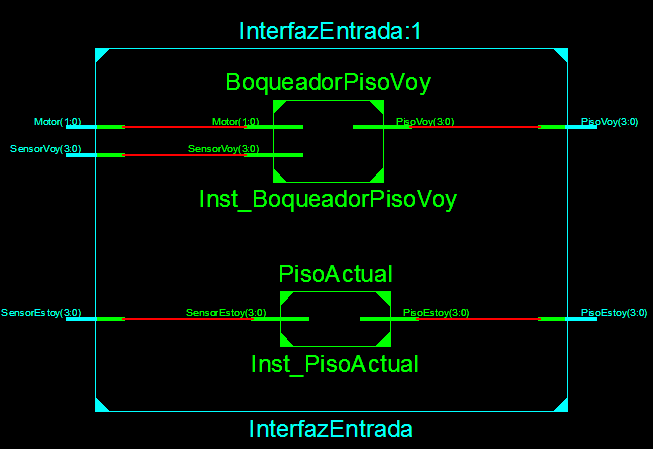 InterfazEntrada:1
BoqueadorPisoVoy
Motor(1:0) Motor(1:0) PisoVoy(3:0) PisoVoy(3:0)
SensorVoy(3:0) SensorVoy(3:0)
Inst_BoqueadorPisoVoy
PisoActual
SensorEstoy(3:0) SensorEstoy(3:0) PisoEstoy(3:0) PisoEstoy(3:0)
Inst_PisoActual
InterfazEntrada